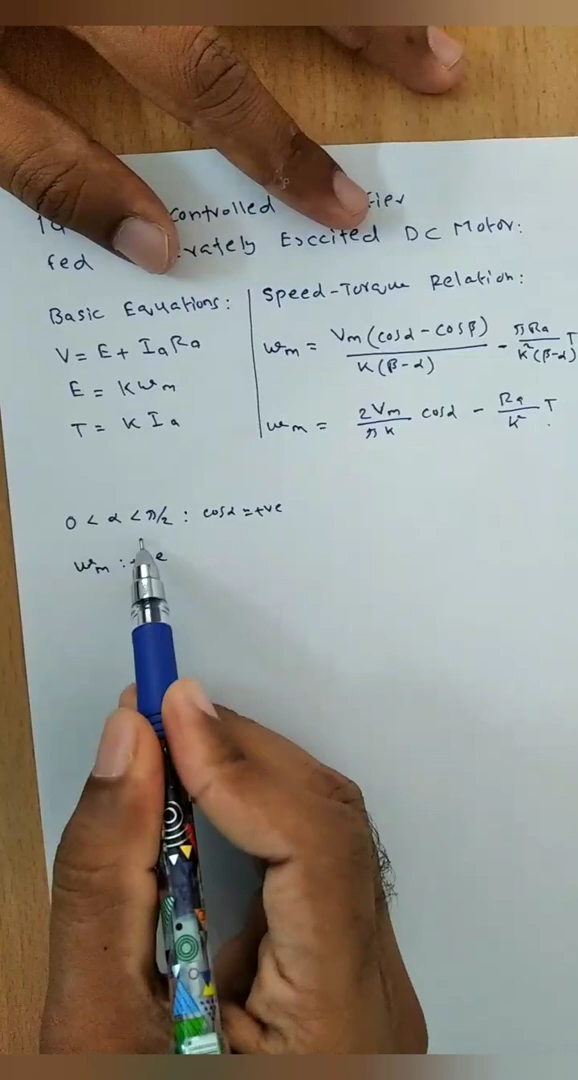 Controlled
fed Excited DC Motor:
Basic Equations:
V = E + IaRa
E = Kωm
T = K Ia
Speed-Torque Relation:
ωm = Vm(cosα - cosβ) / K(β-α) - πRa / K²(β-α) T
ωm = 2Vm / πK cosα - Ra / K² T.
0 < α < π/2 : cosα = +ve
ωm :